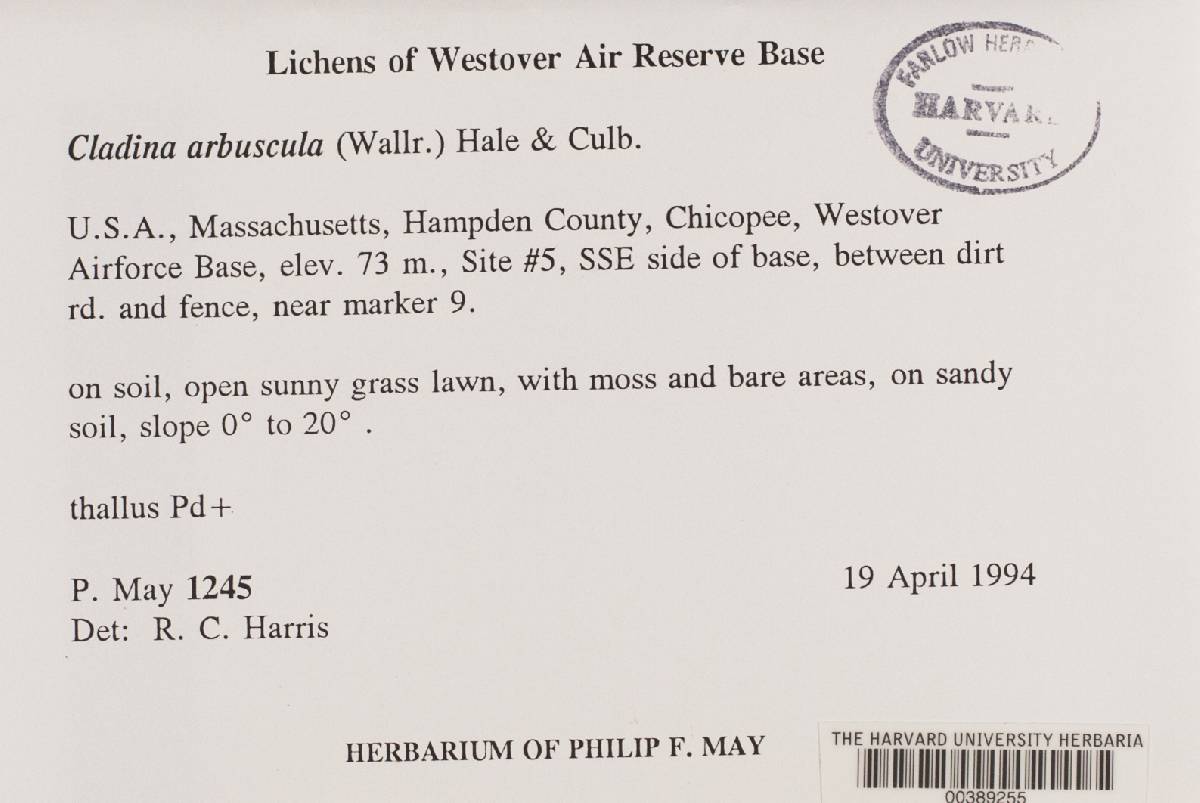 Lichens of Westover Air Reserve Base
FARLOW
HARVARD
UNIVERSITY
Cladina arbuscula (Wallr.) Hale & Culb.
U.S.A., Massachusetts, Hampden County, Chicopee, Westover
Airforce Base, elev. 73 m., Site #5, SSE side of base, between dirt
rd. and fence, near marker 9.
on soil, open sunny grass lawn, with moss and bare areas, on sandy
soil, slope 0° to 20° .
thallus Pd+
P. May 1245
19 April 1994
Det: R. C. Harris
HERBARIUM OF PHILIP F. MAY
THE HARVARD UNIVERSITY HERBARIA
00389255